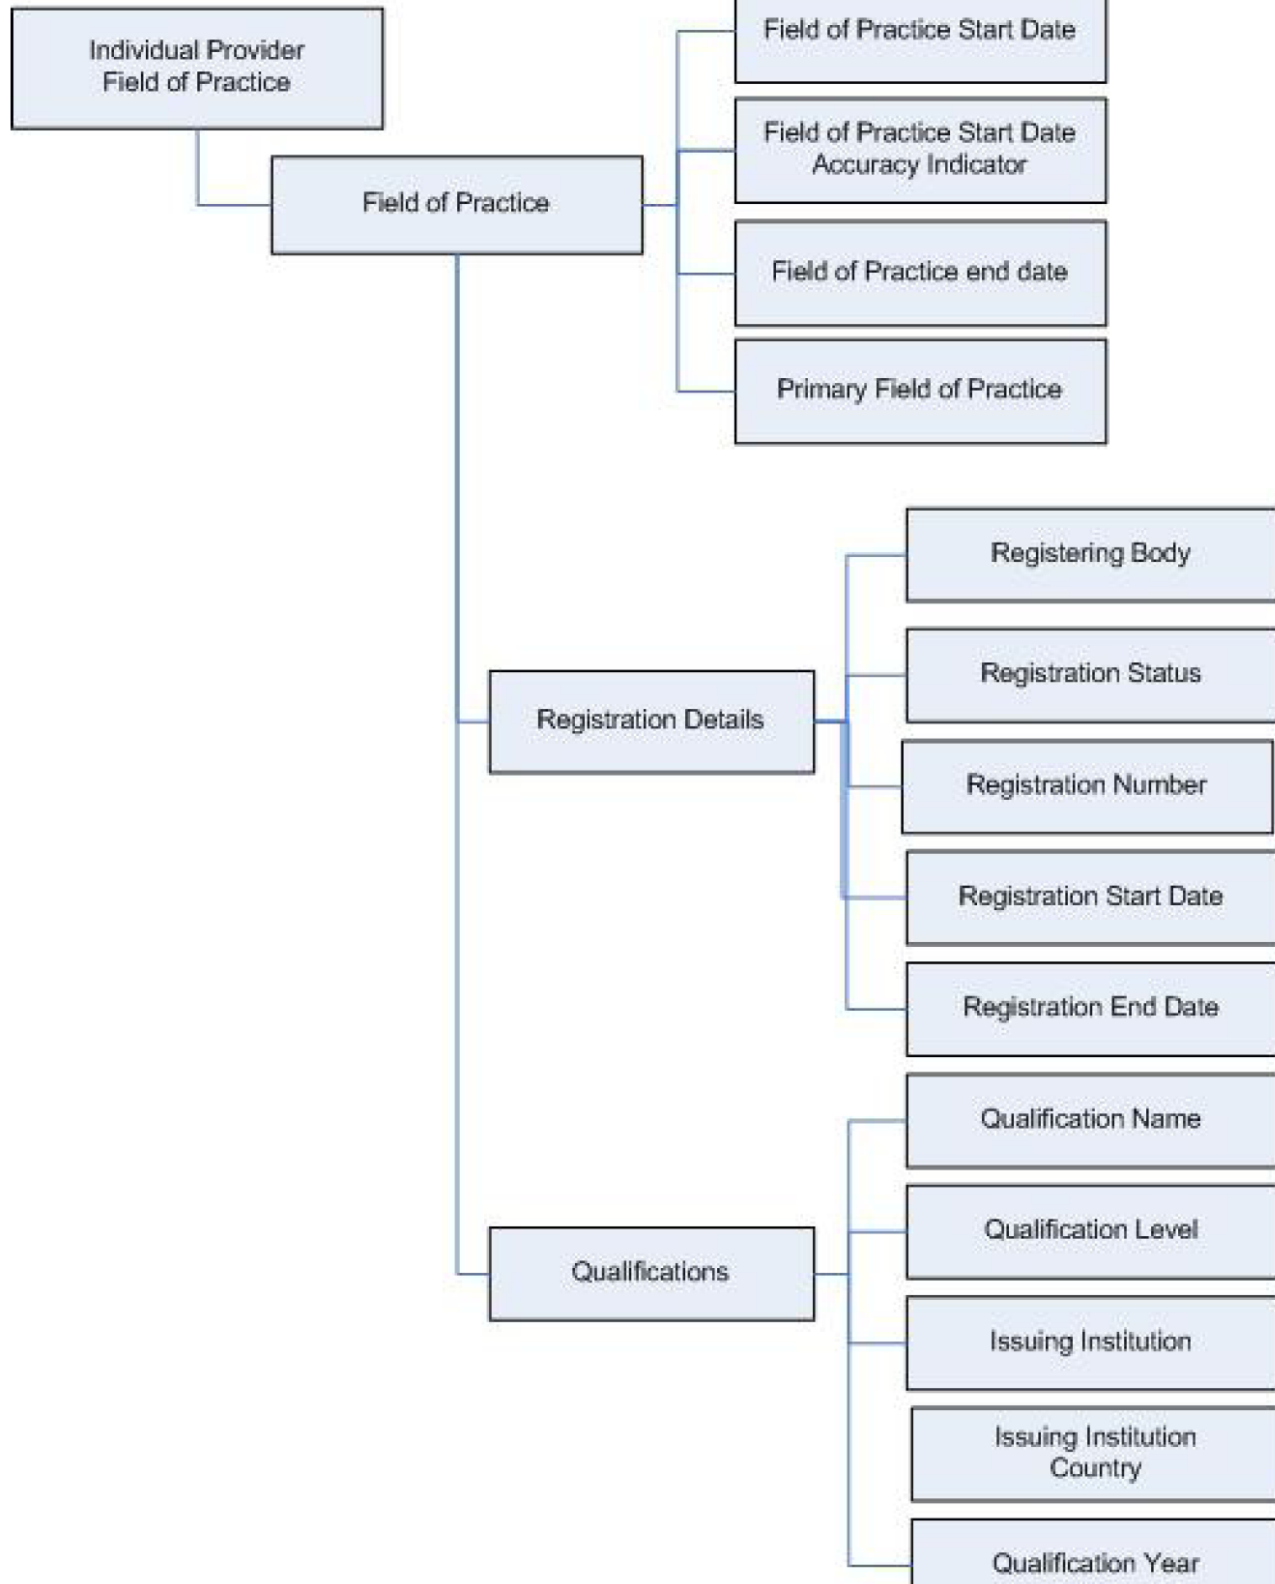 Individual Provider
Field of Practice
Field of Practice
Field of Practice Start Date
Field of Practice Start Date
Accuracy Indicator
Field of Practice end date
Primary Field of Practice
Registration Details
Registering Body
Registration Status
Registration Number
Registration Start Date
Registration End Date
Qualifications
Qualification Name
Qualification Level
Issuing Institution
Issuing Institution
Country
Qualification Year